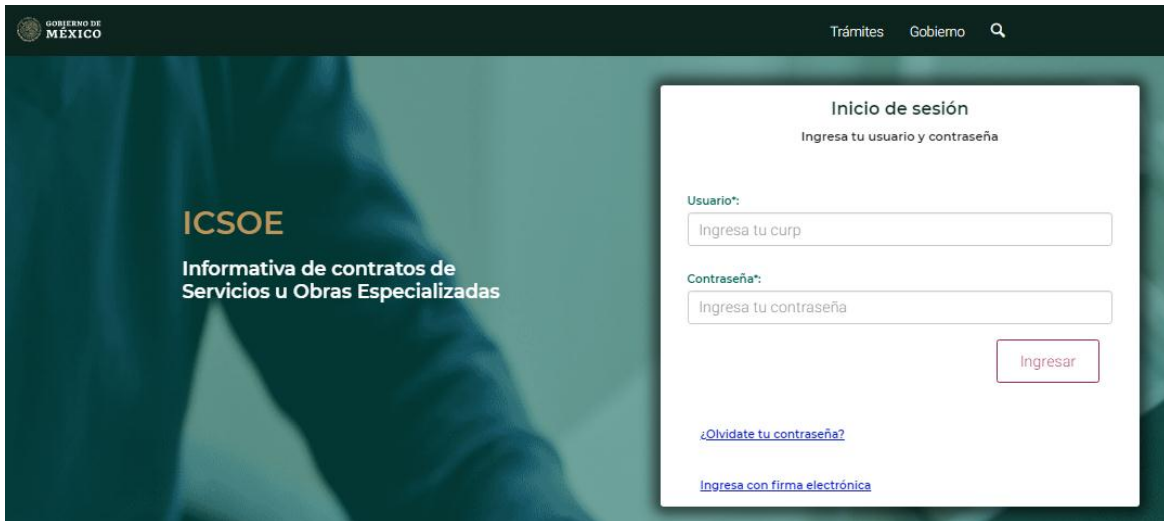 GOBIERNO DE
MÉXICO
Trámites Gobierno
ICSOE
Informativa de contratos de
Servicios u Obras Especializadas
Inicio de sesión
Ingresa tu usuario y contraseña
Usuario*:
Ingresa tu curp
Contraseña*:
Ingresa tu contraseña
Ingresar
¿Olvidate tu contraseña?
Ingresa con firma electrónica